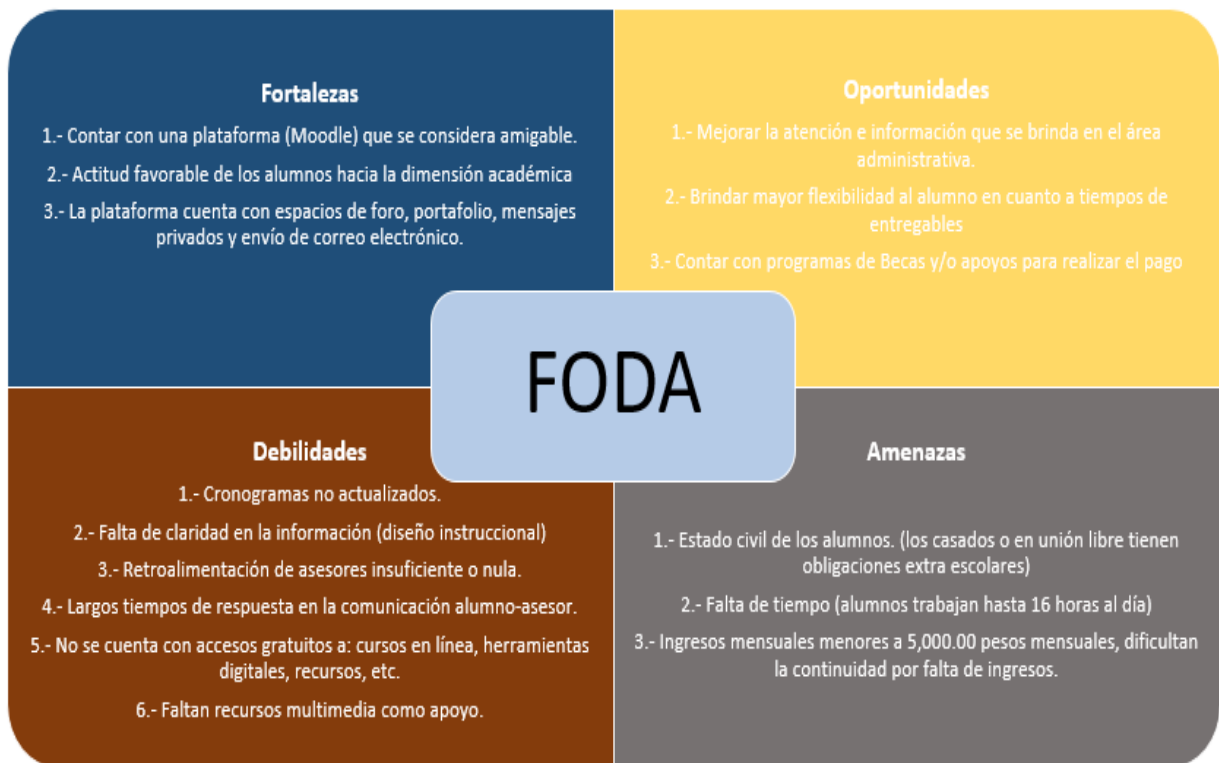 Fortalezas
1.- Contar con una plataforma (Moodle) que se considera amigable.
2.- Actitud favorable de los alumnos hacia la dimensión académica
3.- La plataforma cuenta con espacios de foro, portafolio, mensajes
privados y envío de correo electrónico.
Oportunidades
1.- Mejorar la atención e información que se brinda en el área
administrativa.
2.- Brindar mayor flexibilidad al alumno en cuanto a tiempos de
entregables
3.- Contar con programas de Becas y/o apoyos para realizar el pago
FODA
Debilidades
1.- Cronogramas no actualizados.
2.- Falta de claridad en la información (diseño instruccional)
3.- Retroalimentación de asesores insuficiente o nula.
4.- Largos tiempos de respuesta en la comunicación alumno-asesor.
5.- No se cuenta con accesos gratuitos a: cursos en línea, herramientas
digitales, recursos, etc.
6.- Faltan recursos multimedia como apoyo.
Amenazas
1.- Estado civil de los alumnos. (los casados o en unión libre tienen
obligaciones extra escolares)
2.- Falta de tiempo (alumnos trabajan hasta 16 horas al día)
3.- Ingresos mensuales menores a 5,000.00 pesos mensuales, dificultan
la continuidad por falta de ingresos.